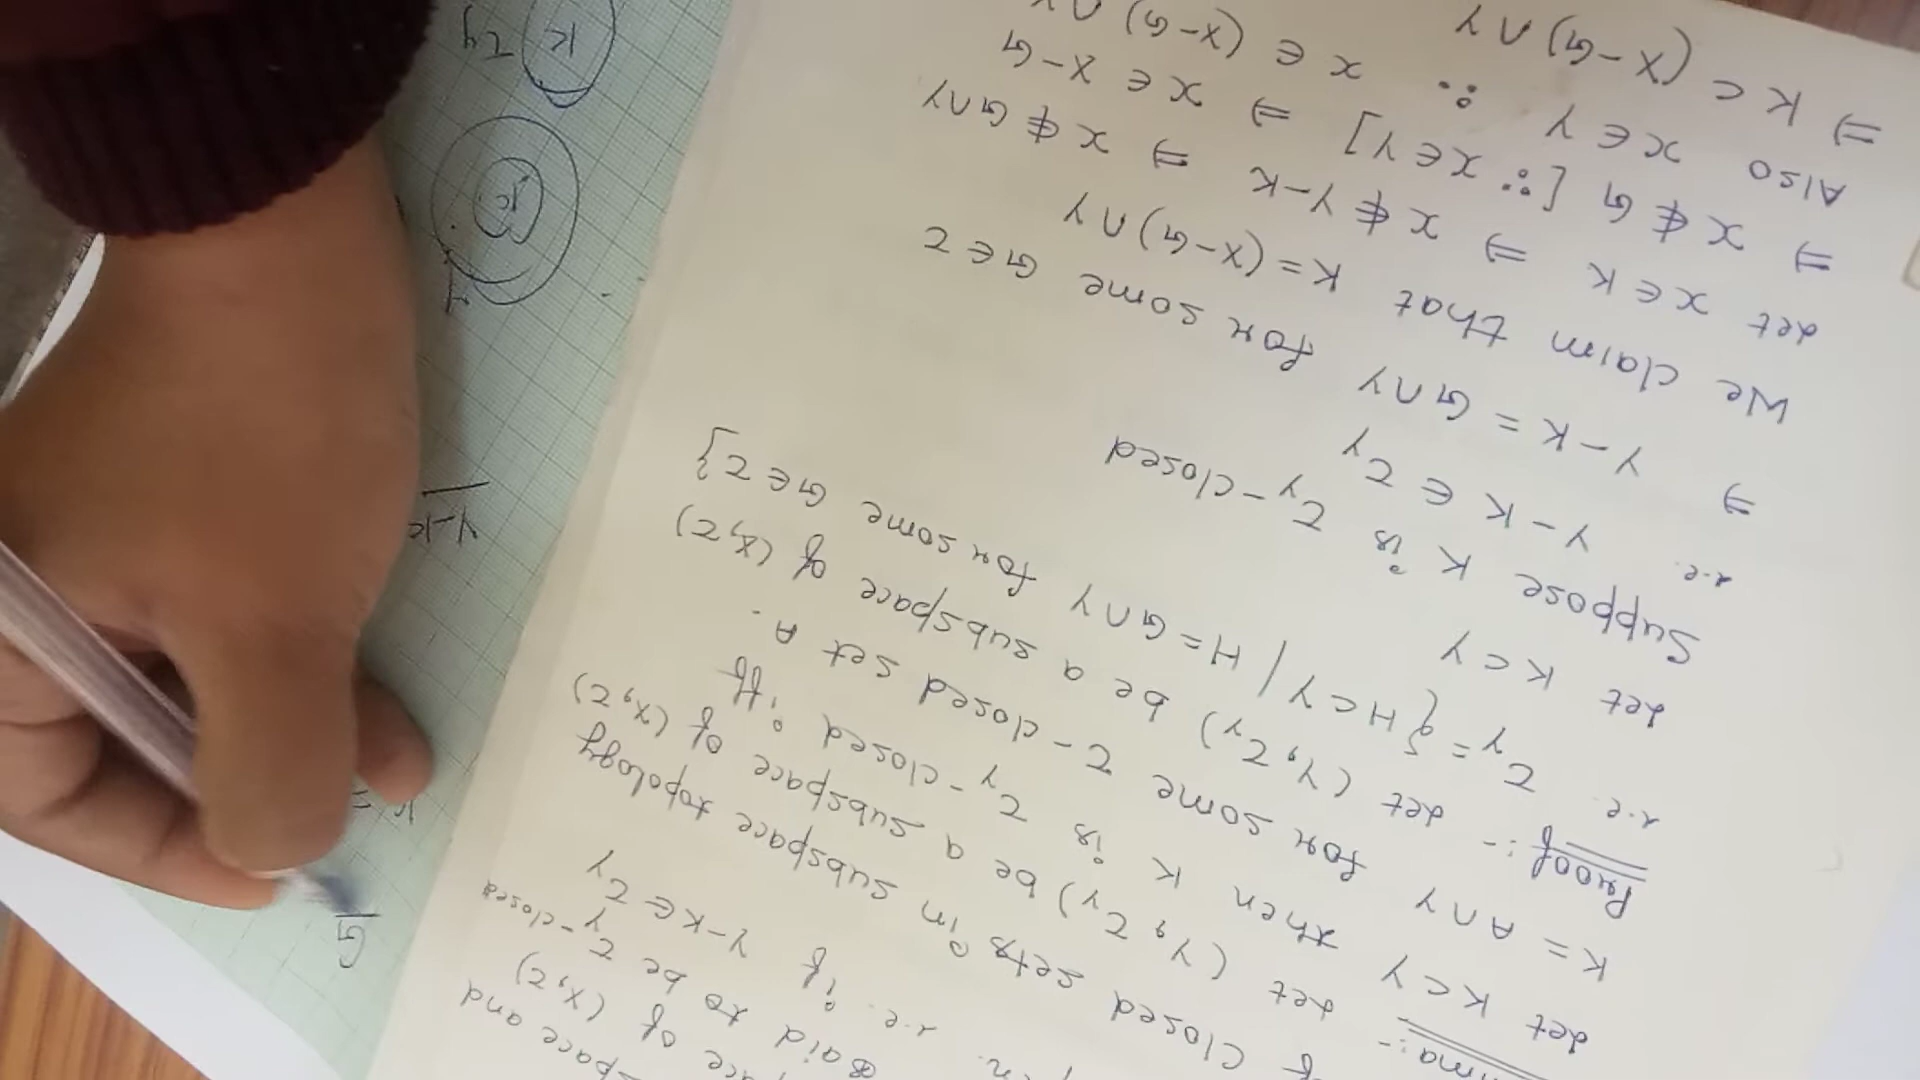 space and
of (X, τ)
said to be τ_Y-closed
i.e. if Y-K ∈ τ_Y
Closed sets in subspace topology
:- Let (Y, τ_Y) be a subspace of (X, τ)
Let K ⊂ Y then K is τ_Y-closed iff
K = A∩Y for some τ-closed set A.
Proof :- Let (Y, τ_Y) be a subspace of (X, τ)
i.e. τ_Y = {H ⊂ Y / H = G∩Y for some G ∈ τ}]
Let K ⊂ Y
Suppose K is τ_Y-closed
i.e. Y-K ∈ τ_Y
⇒ Y-K = G∩Y for some G ∈ τ
We claim that K = (X-G)∩Y
Let x ∈ K ⇒ x ∉ Y-K ⇒ x ∉ G∩Y
⇒ x ∉ G [∵ x ∈ Y] ⇒ x ∈ X-G
Also x ∈ Y ∴ x ∈ (X-G)∩Y
⇒ K ⊂ (X-G)∩Y
G
K =
Y-K
Y
K
K τ_Y